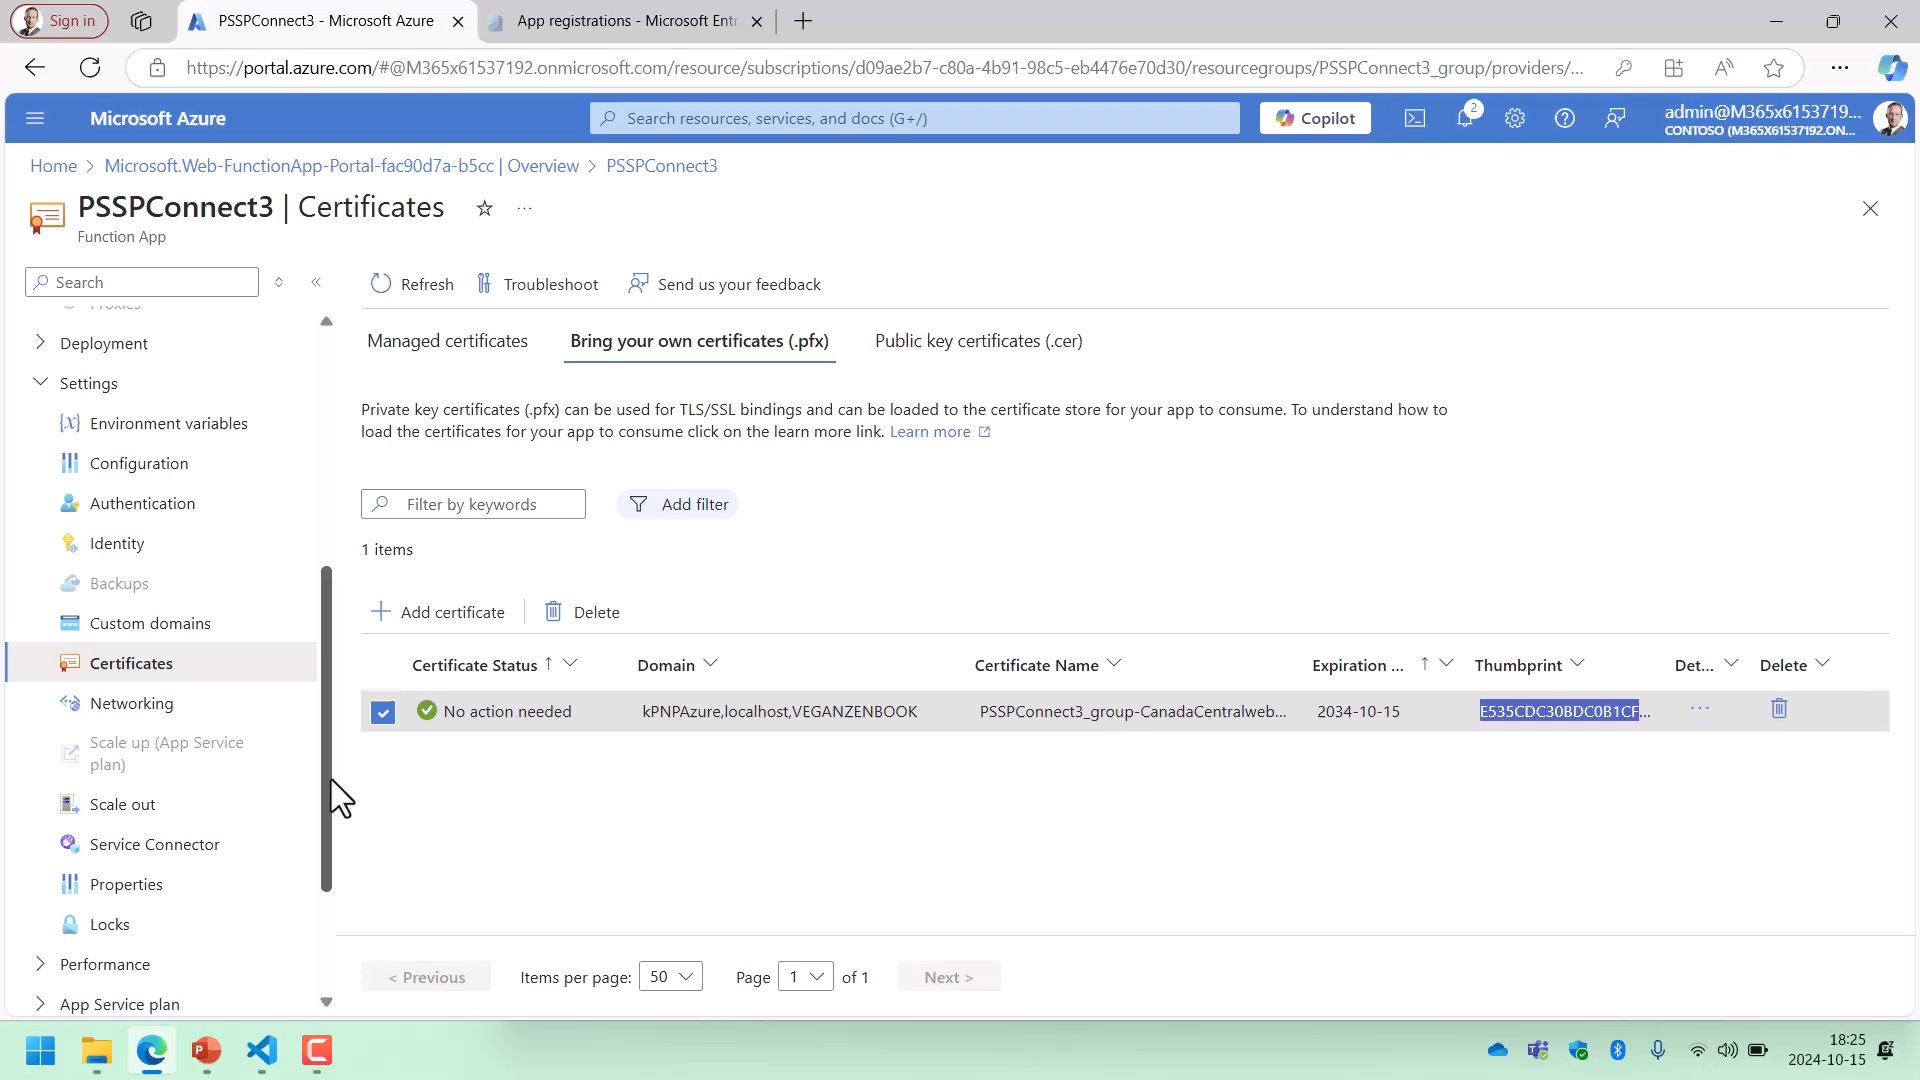 Sign in
PSSPConnect3 - Microsoft Azure
App registrations - Microsoft Entr
https://portal.azure.com/#@M365x61537192.onmicrosoft.com/resource/subscriptions/d09ae2b7-c80a-4b91-98c5-eb4476e70d30/resourcegroups/PSSPConnect3_group/providers/...
Microsoft Azure
Search resources, services, and docs (G+/)
Copilot
2
admin@M365x6153719...
CONTOSO (M365X61537192.ON...
Home > Microsoft.Web-FunctionApp-Portal-fac90d7a-b5cc | Overview > PSSPConnect3
PSSPConnect3 | Certificates
Function App
Search
Refresh
Troubleshoot
Send us your feedback
Proxies
Deployment
Settings
Environment variables
Configuration
Authentication
Identity
Backups
Custom domains
Certificates
Networking
Scale up (App Service
plan)
Scale out
Service Connector
Properties
Locks
Performance
App Service plan
Managed certificates
Bring your own certificates (.pfx)
Public key certificates (.cer)
Private key certificates (.pfx) can be used for TLS/SSL bindings and can be loaded to the certificate store for your app to consume. To understand how to
load the certificates for your app to consume click on the learn more link. Learn more
Filter by keywords
Add filter
1 items
Add certificate
Delete
Certificate Status ↑ Domain Certificate Name Expiration ... ↑ Thumbprint Det... Delete
No action needed kPNPAzure,localhost,VEGANZENBOOK PSSPConnect3_group-CanadaCentralweb... 2034-10-15 E535CDC30BDC0B1CF... ...
< Previous
Items per page: 50
Page 1 of 1
Next >
18:25
2024-10-15